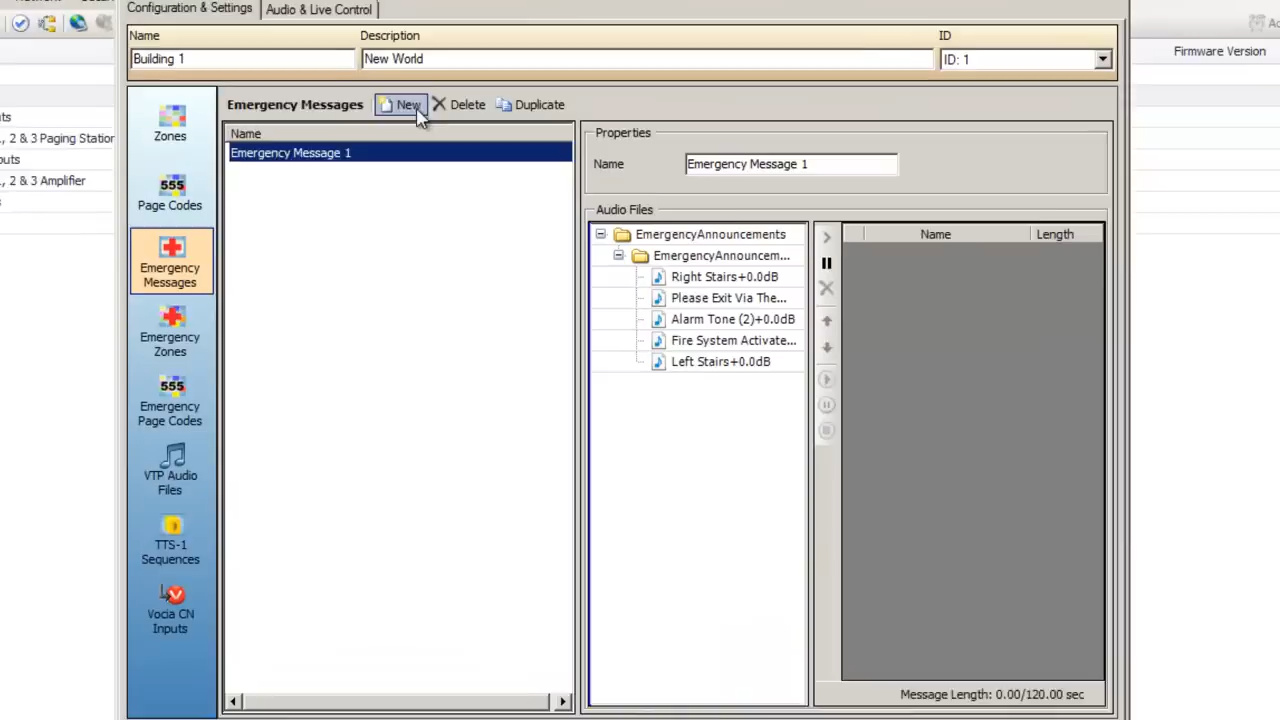 Configuration & Settings
Audio & Live Control
Name
Description
ID
Building 1
New World
ID: 1
Firmware Version
Emergency Messages
New
Delete
Duplicate
, 2 & 3 Paging Station
, 2 & 3 Amplifier
Zones
555
Page Codes
Emergency
Messages
Emergency
Zones
555
Emergency
Page Codes
VTP Audio
Files
TTS-1
Sequences
Vocia CN
Inputs
Name
Emergency Message 1
Properties
Name
Emergency Message 1
Audio Files
EmergencyAnnouncements
EmergencyAnnouncem...
Right Stairs+0.0dB
Please Exit Via The...
Alarm Tone (2)+0.0dB
Fire System Activate...
Left Stairs+0.0dB
Name
Length
Message Length: 0.00/120.00 sec